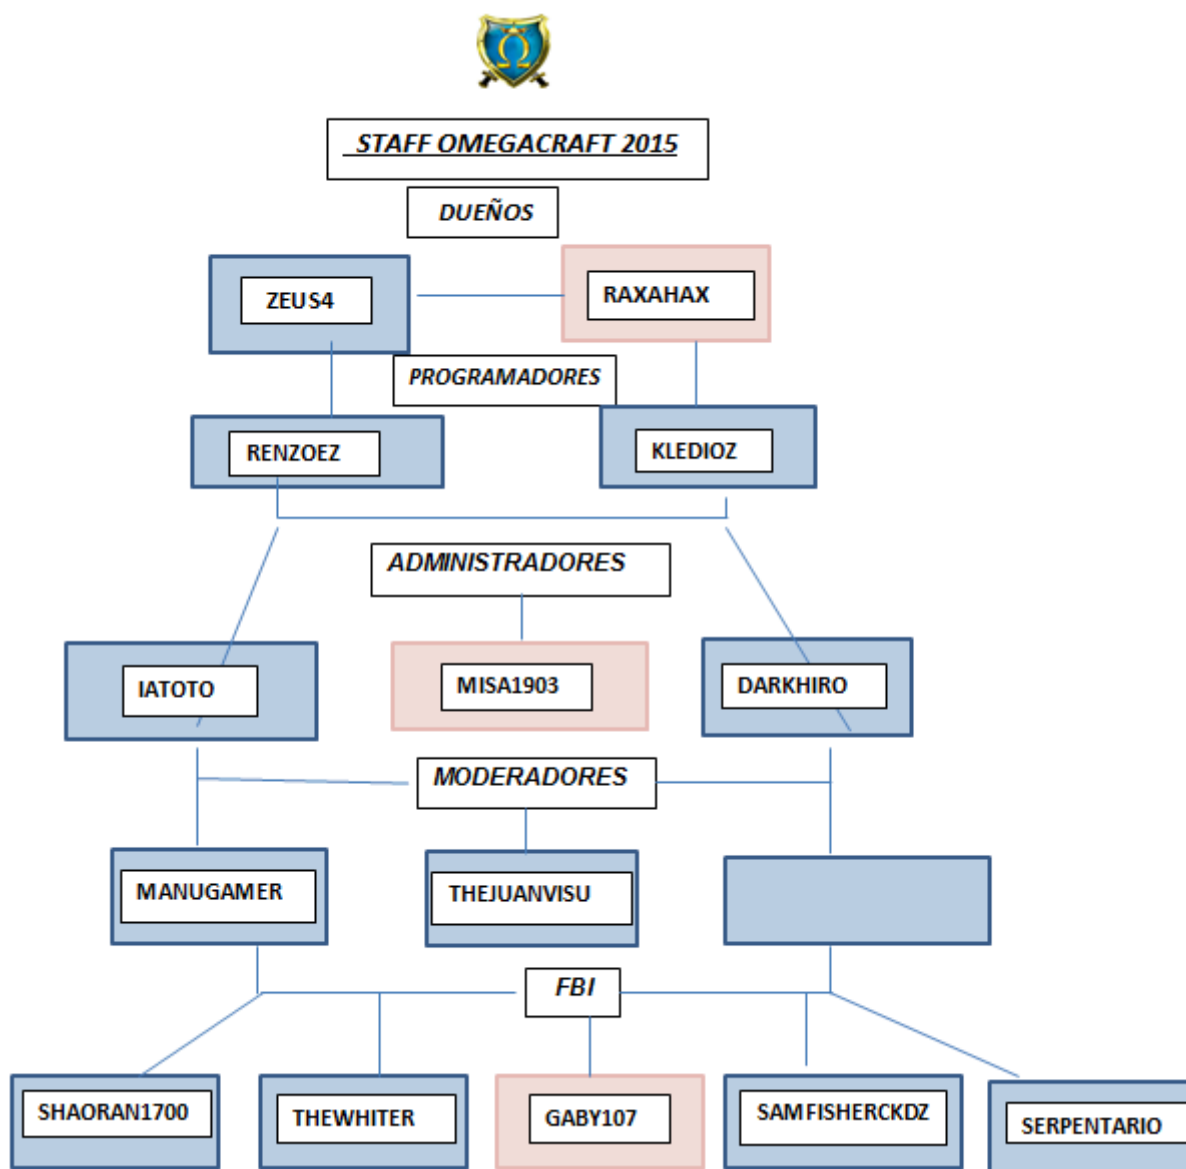 STAFF OMEGACRAFT 2015
DUEÑOS
ZEUS4
RAXAHAX
PROGRAMADORES
RENZOEZ
KLEDIOZ
ADMINISTRADORES
IATOTO
MISA1903
DARKHIRO
MODERADORES
MANUGAMER
THEJUANVISU
FBI
SHAORAN1700
THEWHITER
GABY107
SAMFISHERCKDZ
SERPENTARIO